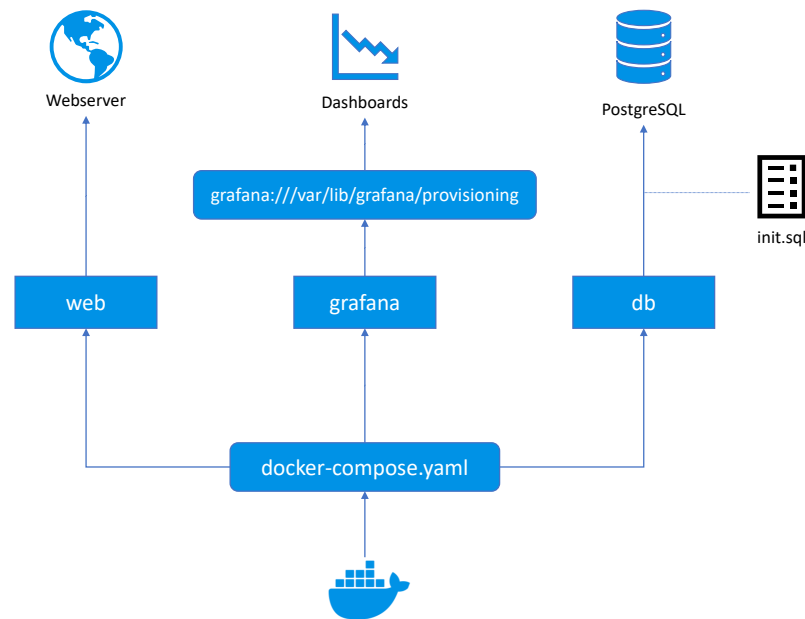 Webserver
Dashboards
PostgreSQL
grafana:///var/lib/grafana/provisioning
init.sql
web
grafana
db
docker-compose.yaml